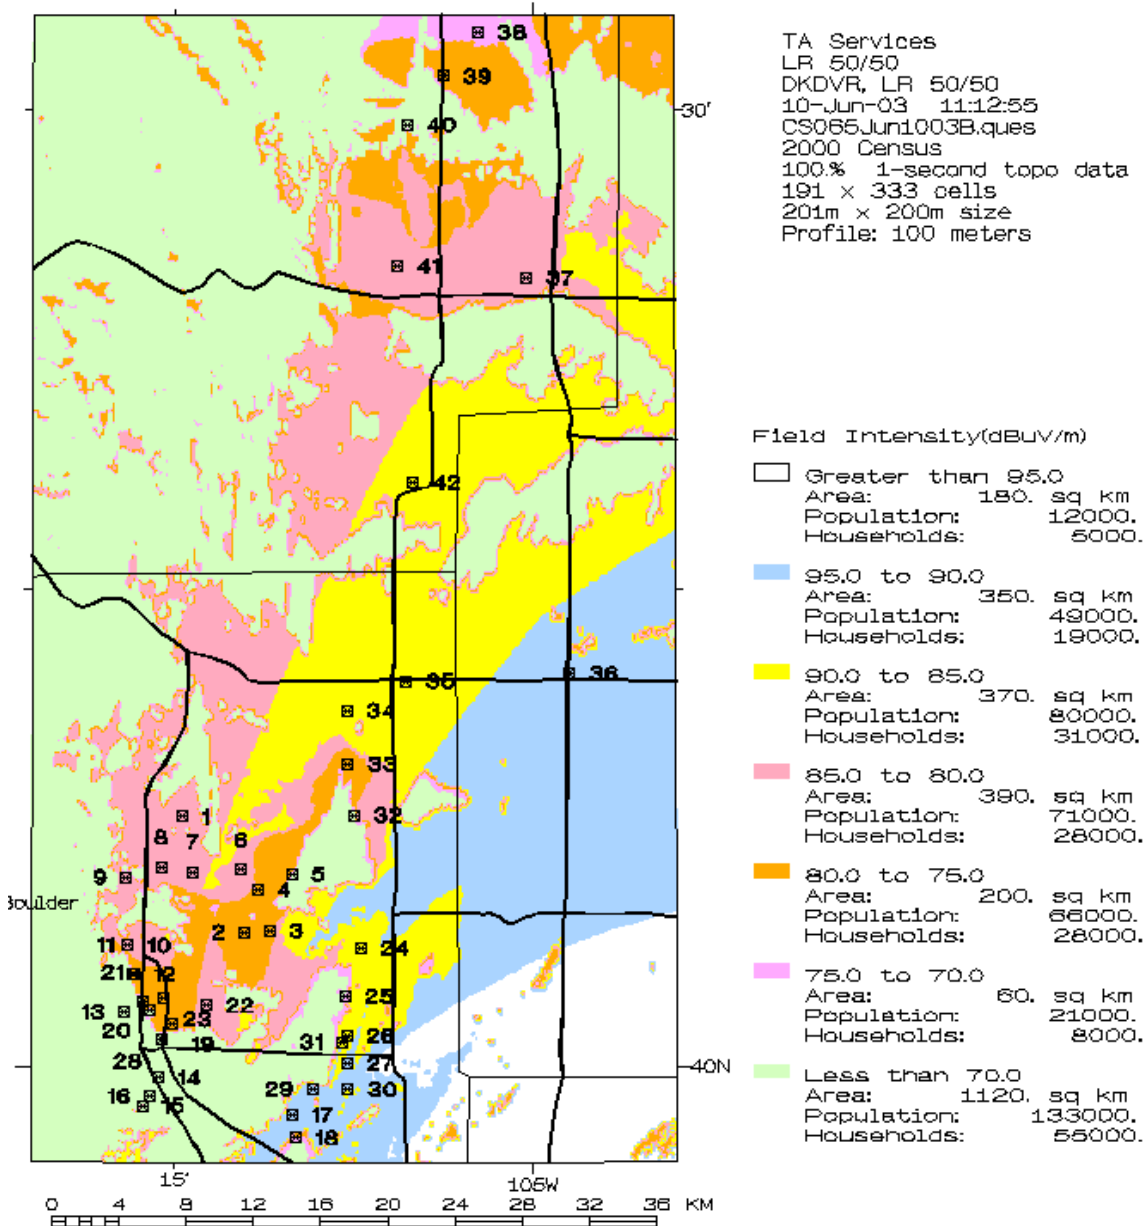 TA Services
LR 50/50
DKDVR, LR 50/50
10-Jun-03 11:12:55
CS065Jun1003B.ques
2000 Census
100.% 1-second topo data
191 x 333 cells
201m x 200m size
Profile: 100 meters
38
39
30'
40
41
37
42
Field Intensity(dBuV/m)
Greater than 95.0
Area: 180. sq km
Population: 12000.
Households: 5000.
95.0 to 90.0
Area: 350. sq km
Population: 49000.
Households: 19000.
90.0 to 85.0
Area: 370. sq km
Population: 80000.
Households: 31000.
85.0 to 80.0
Area: 390. sq km
Population: 71000.
Households: 28000.
80.0 to 75.0
Area: 200. sq km
Population: 66000.
Households: 28000.
75.0 to 70.0
Area: 60. sq km
Population: 21000.
Households: 8000.
Less than 70.0
Area: 1120. sq km
Population: 133000.
Households: 55000.
36
35
34
33
1
32
8
7
6
9
5
4
Boulder
2
3
11
10
24
21
12
25
13
22
23
20
19
31
26
28
27
40N
14
29
30
16
15
17
18
15'
105W
0 4 8 12 16 20 24 28 32 36 KM